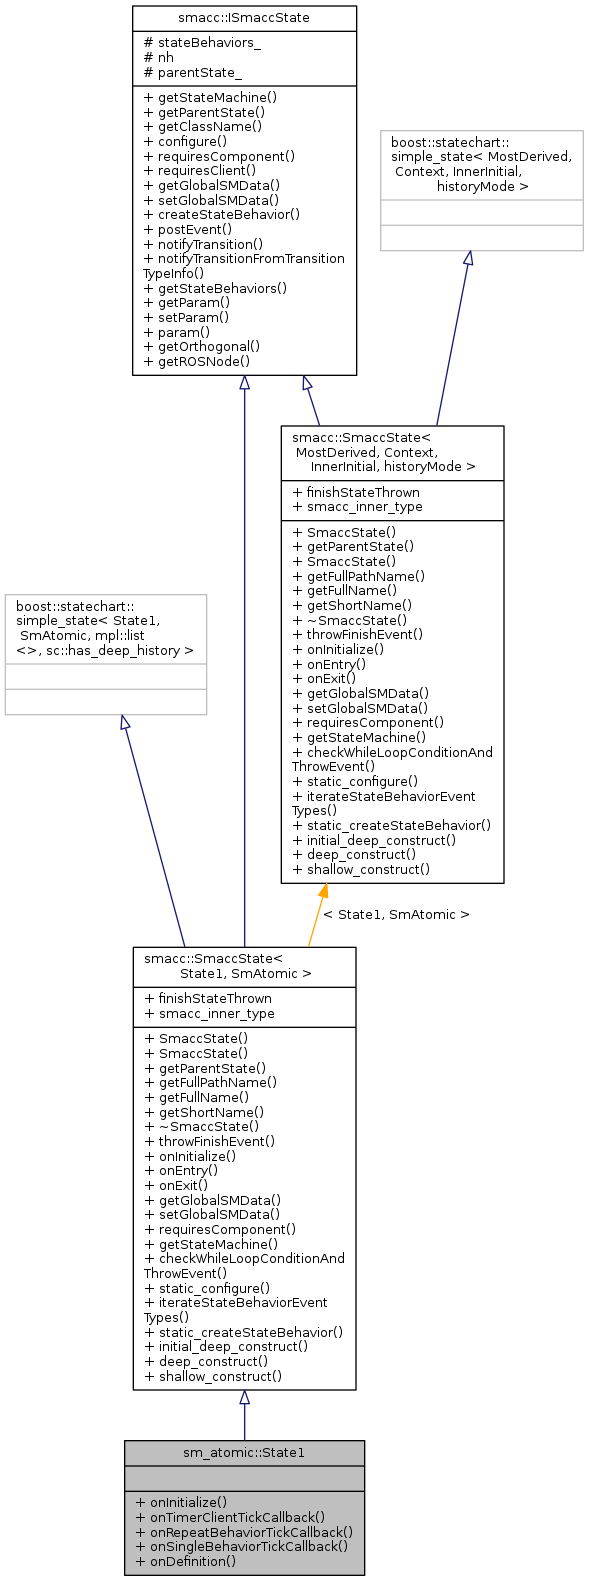 smacc::ISmaccState
# stateBehaviors_
# nh
# parentState_
+ getStateMachine()
+ getParentState()
+ getClassName()
+ configure()
+ requiresComponent()
+ requiresClient()
+ getGlobalSMData()
+ setGlobalSMData()
+ createStateBehavior()
+ postEvent()
+ notifyTransition()
+ notifyTransitionFromTransition
TypeInfo()
+ getStateBehaviors()
+ getParam()
+ setParam()
+ param()
+ getOrthogonal()
+ getROSNode()
boost::statechart::
simple_state< MostDerived,
Context, InnerInitial,
historyMode >
smacc::SmaccState<
MostDerived, Context,
InnerInitial, historyMode >
+ finishStateThrown
+ smacc_inner_type
+ SmaccState()
+ getParentState()
+ SmaccState()
+ getFullPathName()
+ getFullName()
+ getShortName()
+ ~SmaccState()
+ throwFinishEvent()
+ onInitialize()
+ onEntry()
+ onExit()
+ getGlobalSMData()
+ setGlobalSMData()
+ requiresComponent()
+ getStateMachine()
+ checkWhileLoopConditionAnd
ThrowEvent()
+ static_configure()
+ iterateStateBehaviorEvent
Types()
+ static_createStateBehavior()
+ initial_deep_construct()
+ deep_construct()
+ shallow_construct()
boost::statechart::
simple_state< State1,
SmAtomic, mpl::list
<>, sc::has_deep_history >
< State1, SmAtomic >
smacc::SmaccState<
State1, SmAtomic >
+ finishStateThrown
+ smacc_inner_type
+ SmaccState()
+ SmaccState()
+ getParentState()
+ getFullPathName()
+ getFullName()
+ getShortName()
+ ~SmaccState()
+ throwFinishEvent()
+ onInitialize()
+ onEntry()
+ onExit()
+ getGlobalSMData()
+ setGlobalSMData()
+ requiresComponent()
+ getStateMachine()
+ checkWhileLoopConditionAnd
ThrowEvent()
+ static_configure()
+ iterateStateBehaviorEvent
Types()
+ static_createStateBehavior()
+ initial_deep_construct()
+ deep_construct()
+ shallow_construct()
sm_atomic::State1
+ onInitialize()
+ onTimerClientTickCallback()
+ onRepeatBehaviorTickCallback()
+ onSingleBehaviorTickCallback()
+ onDefinition()